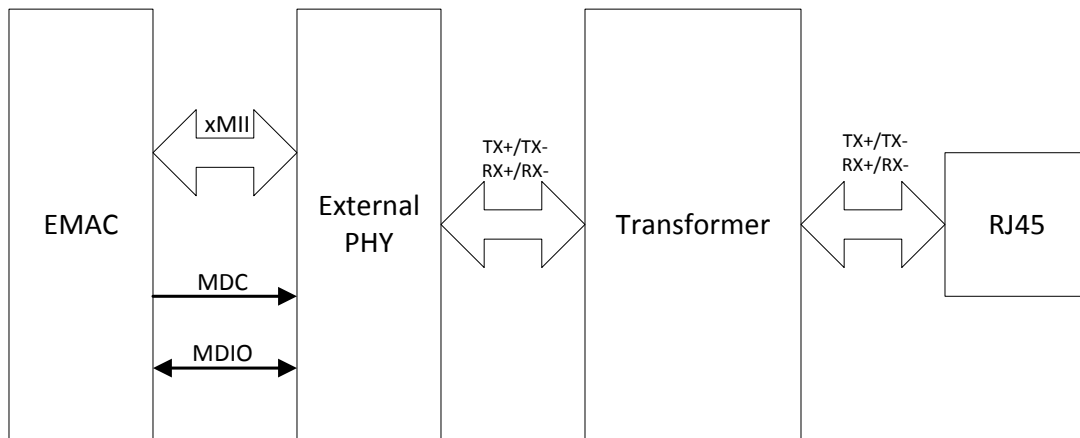 EMAC
xMII
MDC
MDIO
External
PHY
TX+/TX-
RX+/RX-
Transformer
TX+/TX-
RX+/RX-
RJ45